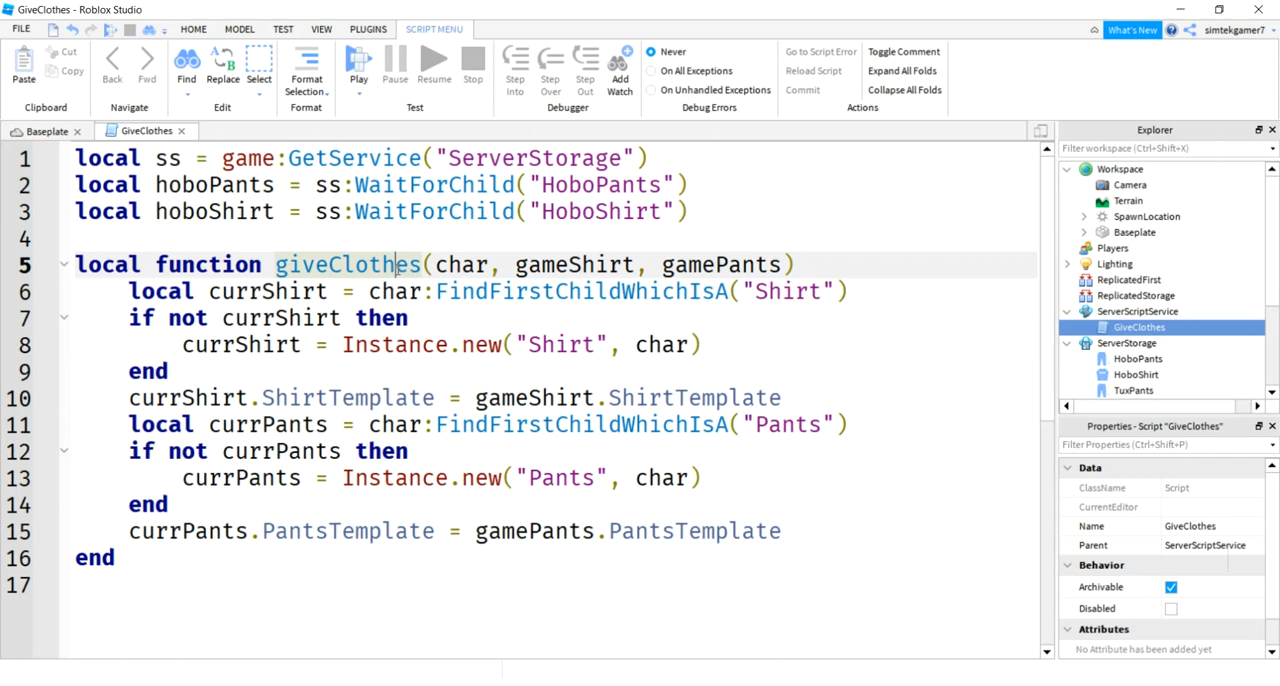 GiveClothes - Roblox Studio
FILE HOME MODEL TEST VIEW PLUGINS SCRIPT MENU What's New simtekgamer7
Paste Cut Copy Clipboard
Back Fwd Navigate
Find Replace Select Edit
Format Selection Format
Play Pause Resume Stop Test
Step Into Step Over Step Out Add Watch Debugger
Never
On All Exceptions
On Unhandled Exceptions
Debug Errors
Go to Script Error Toggle Comment
Reload Script Expand All Folds
Commit Collapse All Folds
Actions
Baseplate GiveClothes
1 local ss = game:GetService("ServerStorage")
2 local hoboPants = ss:WaitForChild("HoboPants")
3 local hoboShirt = ss:WaitForChild("HoboShirt")
4
5 local function giveClothes(char, gameShirt, gamePants)
6 local currShirt = char:FindFirstChildWhichIsA("Shirt")
7 if not currShirt then
8 currShirt = Instance.new("Shirt", char)
9 end
10 currShirt.ShirtTemplate = gameShirt.ShirtTemplate
11 local currPants = char:FindFirstChildWhichIsA("Pants")
12 if not currPants then
13 currPants = Instance.new("Pants", char)
14 end
15 currPants.PantsTemplate = gamePants.PantsTemplate
16 end
17
Explorer
Filter workspace (Ctrl+Shift+X)
Workspace
Camera
Terrain
SpawnLocation
Baseplate
Players
Lighting
ReplicatedFirst
ReplicatedStorage
ServerScriptService
GiveClothes
ServerStorage
HoboPants
HoboShirt
TuxPants
Properties - Script "GiveClothes"
Filter Properties (Ctrl+Shift+P)
Data
ClassName Script
CurrentEditor
Name GiveClothes
Parent ServerScriptService
Behavior
Archivable
Disabled
Attributes
No Attribute has been added yet